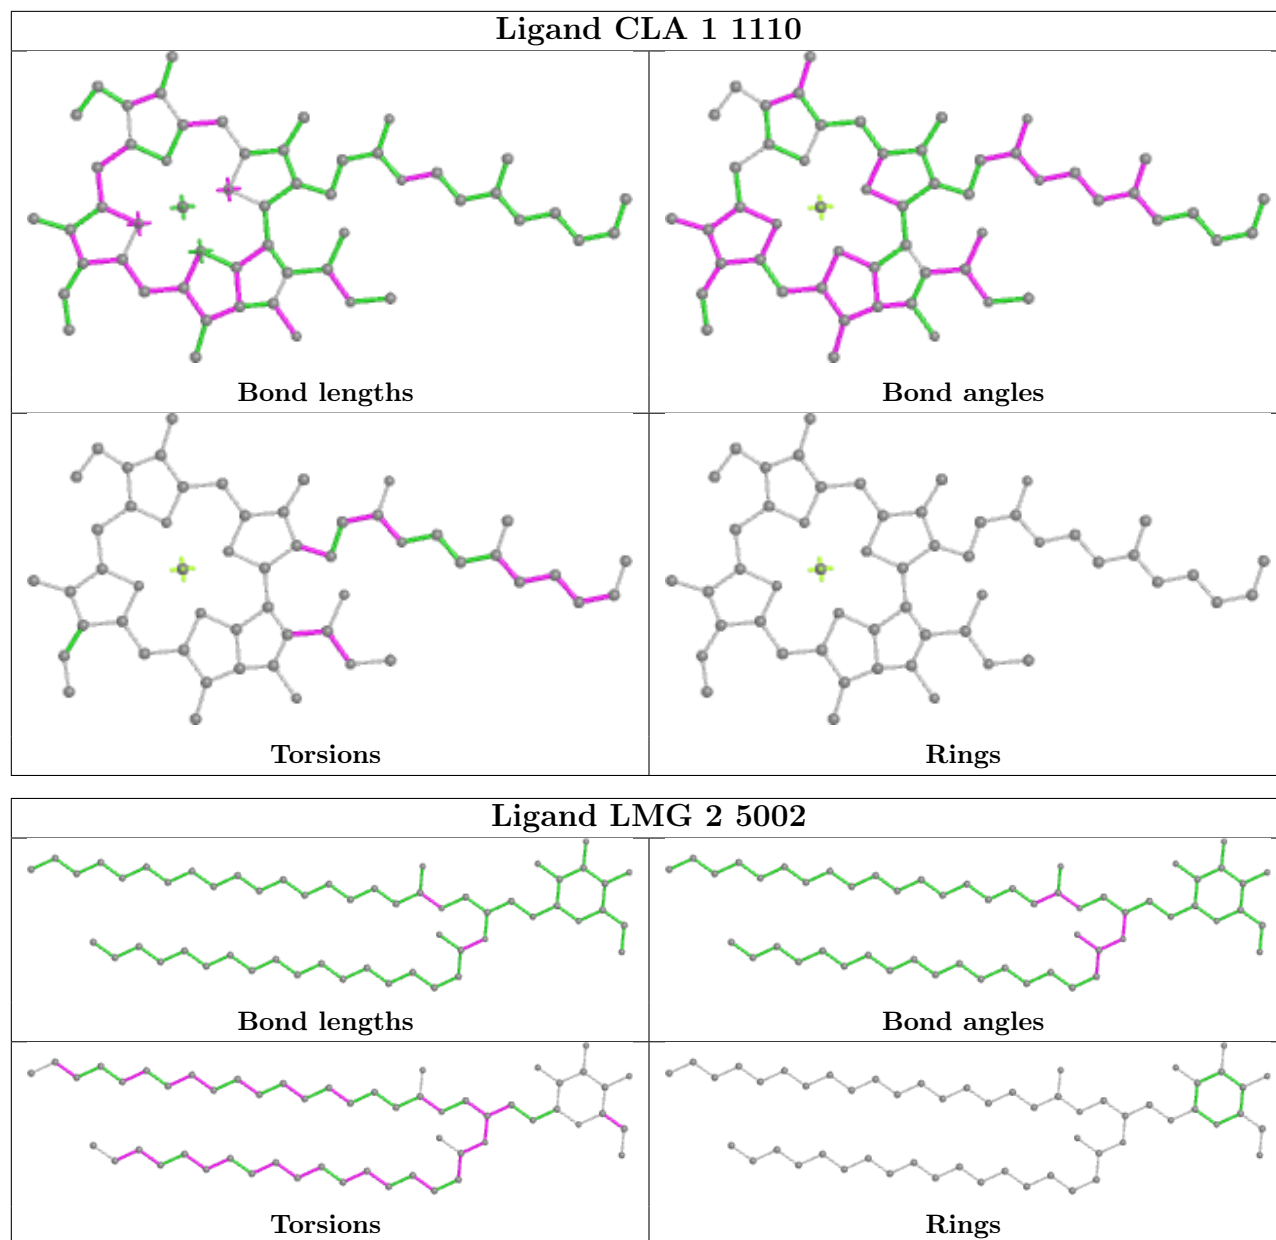 Ligand CLA 1 1110
Bond lengths
Bond angles
Torsions
Rings
Ligand LMG 2 5002
Bond lengths
Bond angles
Torsions
Rings